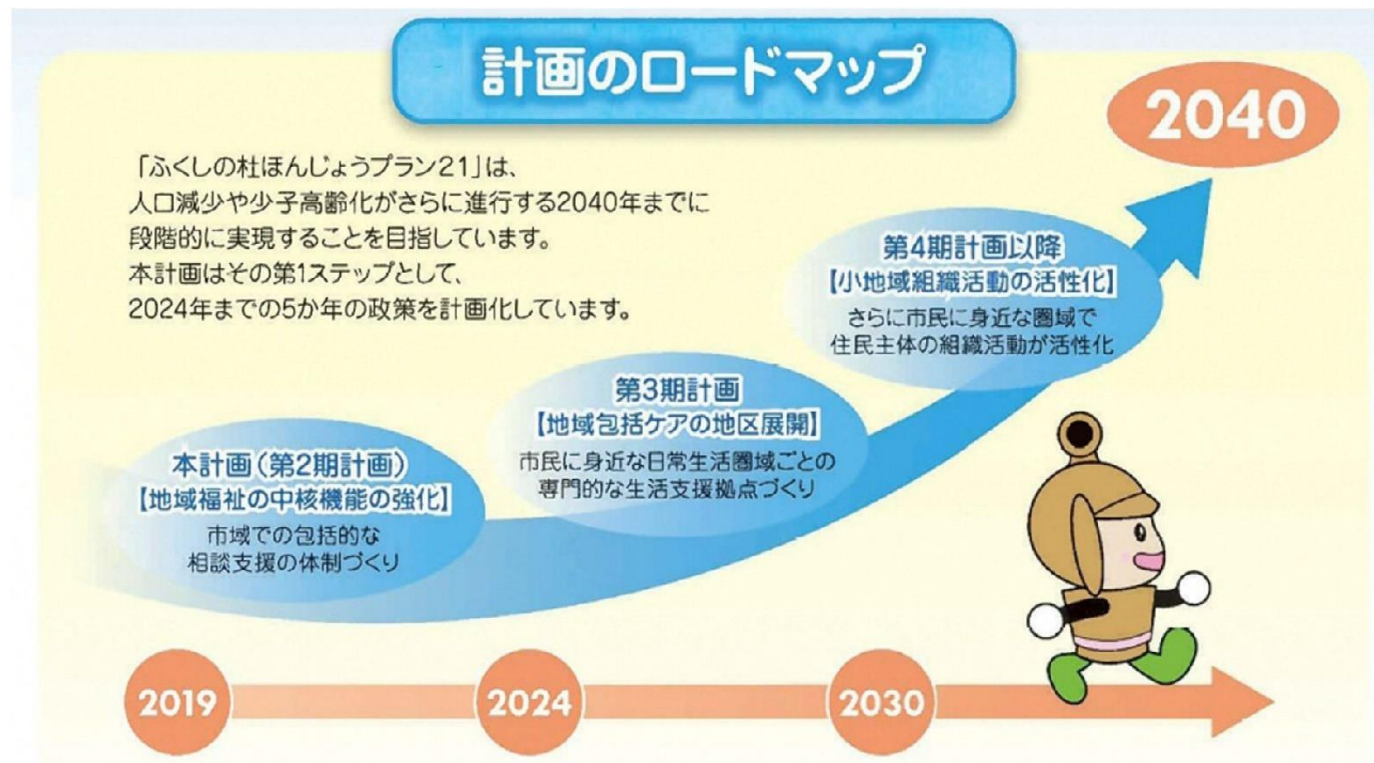 計画のロードマップ
2040
「ふくしの杜ほんじょうプラン21」は、
人口減少や少子高齢化がさらに進行する2040年までに
段階的に実現することを目指しています。
本計画はその第1ステップとして、
2024年までの5か年の政策を計画化しています。
第4期計画以降
【小地域組織活動の活性化】
さらに市民に身近な圏域で
住民主体の組織活動が活性化
第3期計画
【地域包括ケアの地区展開】
市民に身近な日常生活圏域ごとの
専門的な生活支援拠点づくり
本計画(第2期計画)
【地域福祉の中核機能の強化】
市域での包括的な
相談支援の体制づくり
2019
2024
2030